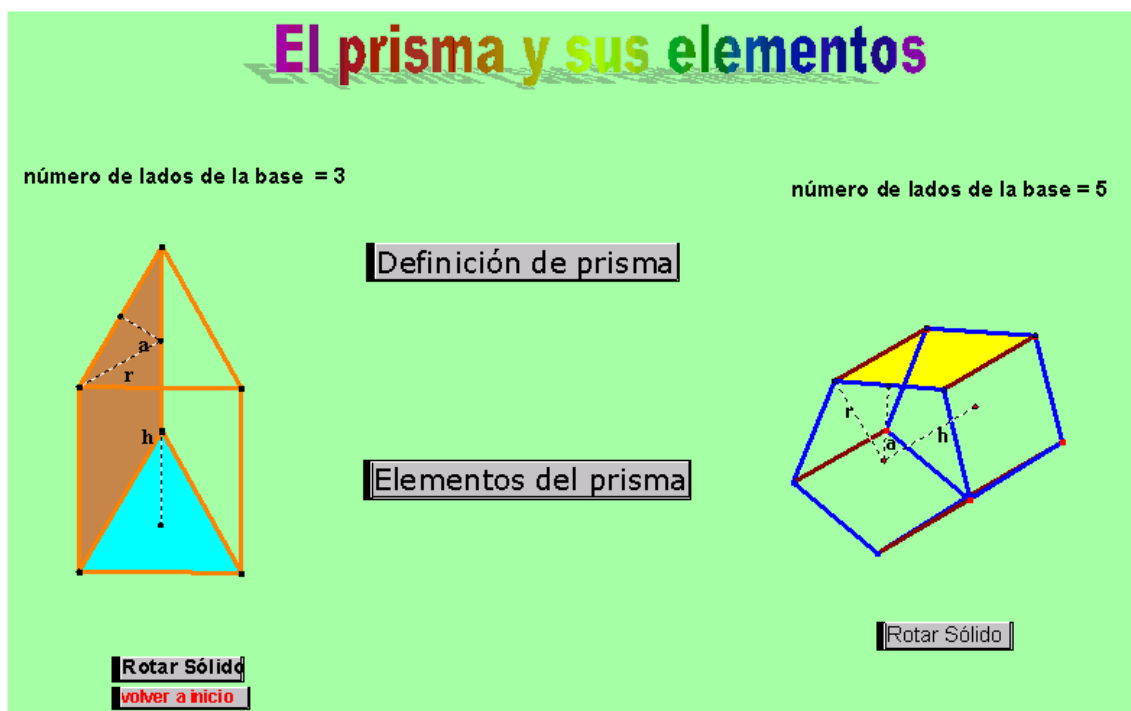 El prisma y sus elementos
número de lados de la base = 3
número de lados de la base = 5
Definición de prisma
a
r
h
r
a
h
Elementos del prisma
Rotar Sólido
Rotar Sólido
volver a inicio